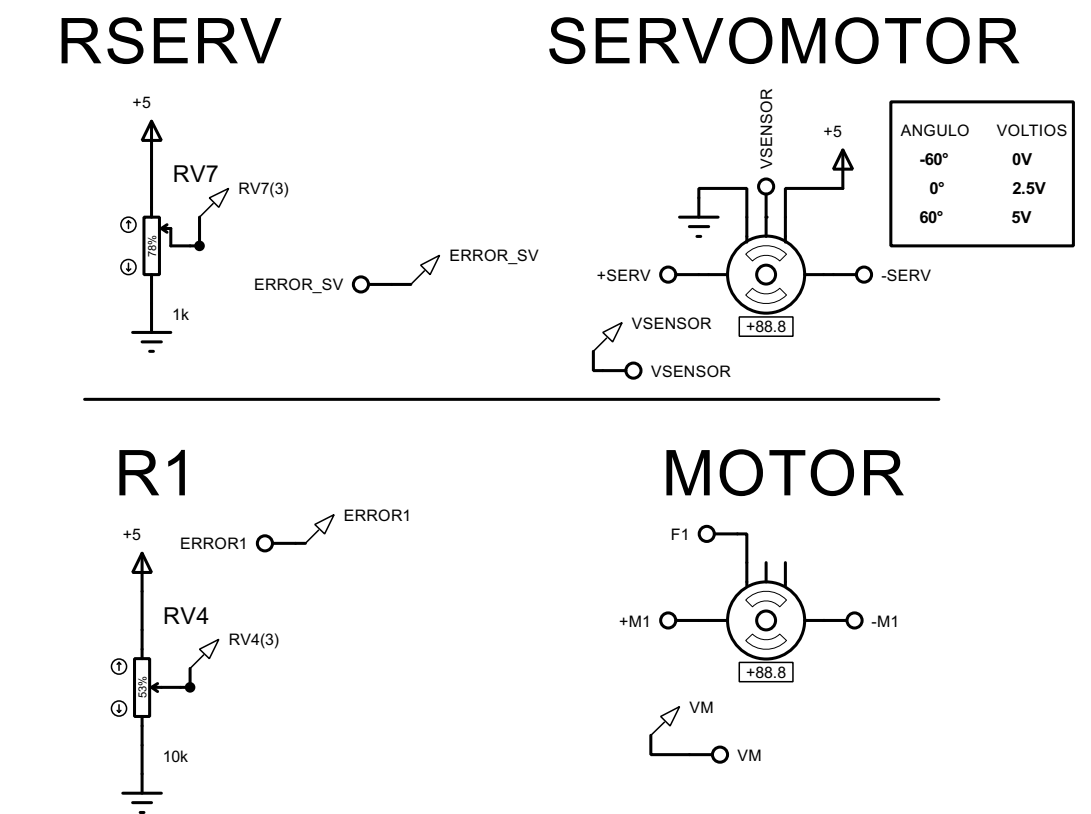 RSERV
SERVOMOTOR
+5
RV7
RV7(3)
78%
1k
ERROR_SV
ERROR_SV
VSENSOR
+5
+SERV
-SERV
+88.8
VSENSOR
VSENSOR
ANGULO VOLTIOS
-60° 0V
0° 2.5V
60° 5V
R1
MOTOR
+5
ERROR1
ERROR1
RV4
RV4(3)
53%
10k
F1
+M1
-M1
+88.8
VM
VM